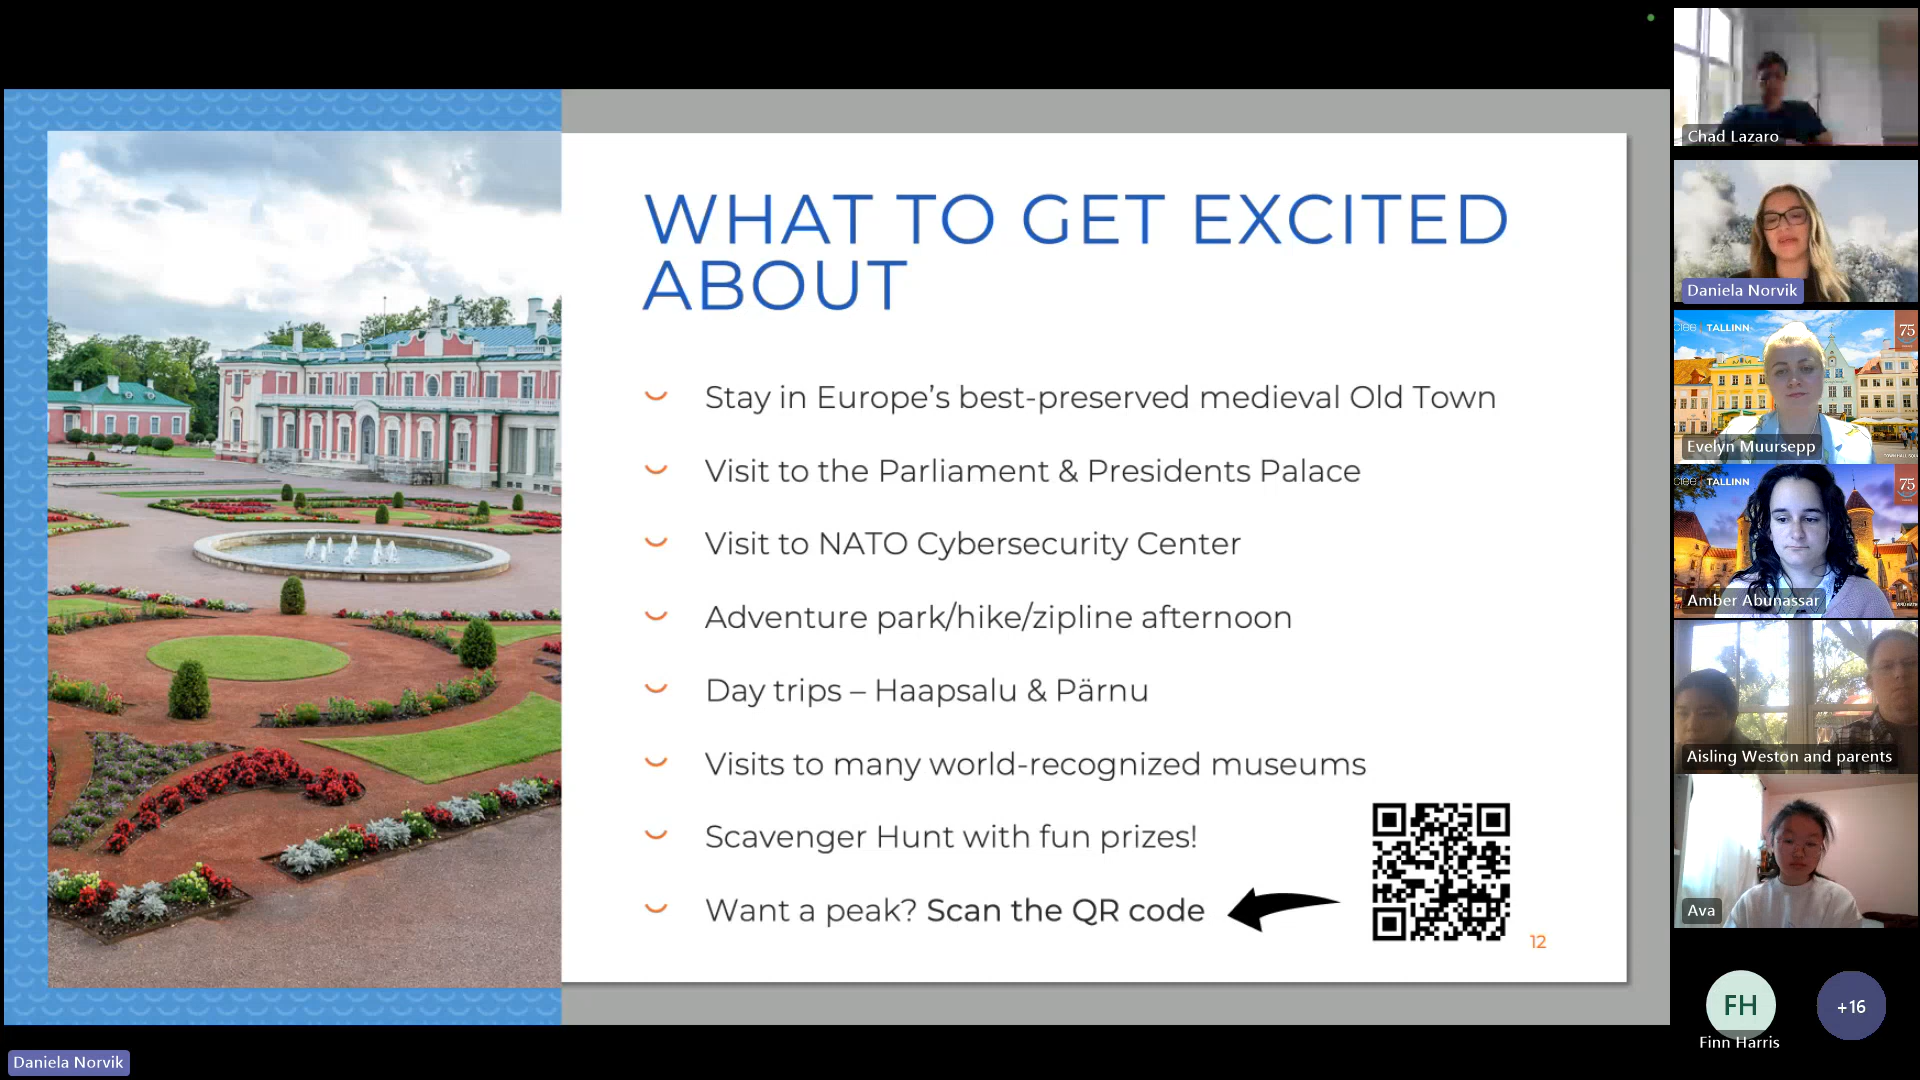 WHAT TO GET EXCITED
ABOUT
Stay in Europe’s best-preserved medieval Old Town
Visit to the Parliament & Presidents Palace
Visit to NATO Cybersecurity Center
Adventure park/hike/zipline afternoon
Day trips – Haapsalu & Pärnu
Visits to many world-recognized museums
Scavenger Hunt with fun prizes!
Want a peak? Scan the QR code
12
Daniela Norvik
Chad Lazaro
Daniela Norvik
TALLINN
75
Evelyn Muursepp
TALLINN
75
Amber Abunassar
Aisling Weston and parents
Ava
FH
Finn Harris
+16